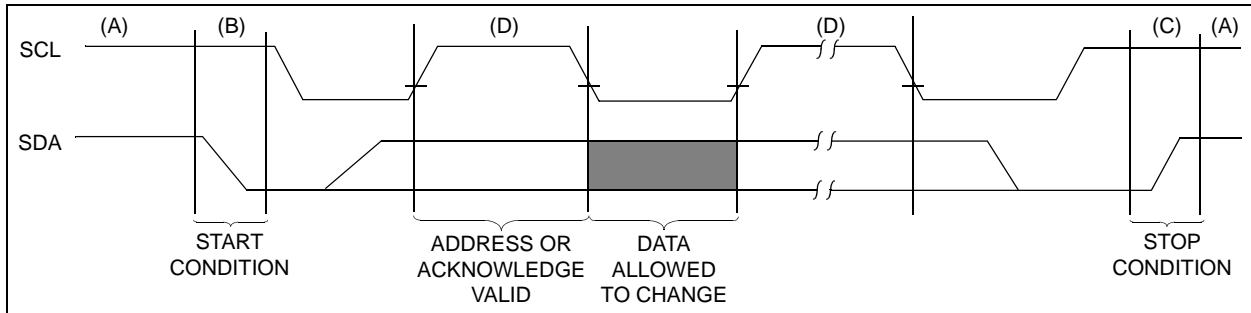 (A) (B) (D) (D) (C) (A)
SCL
SDA
START
CONDITION
ADDRESS OR
ACKNOWLEDGE
VALID
DATA
ALLOWED
TO CHANGE
STOP
CONDITION